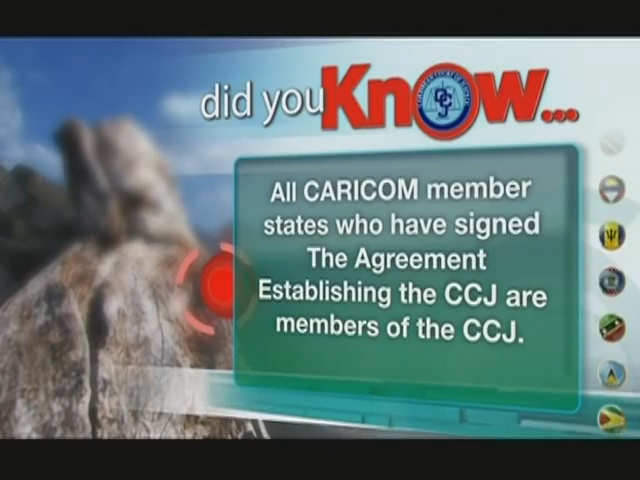 did you Know...
CCJ
All CARICOM member
states who have signed
The Agreement
Establishing the CCJ are
members of the CCJ.